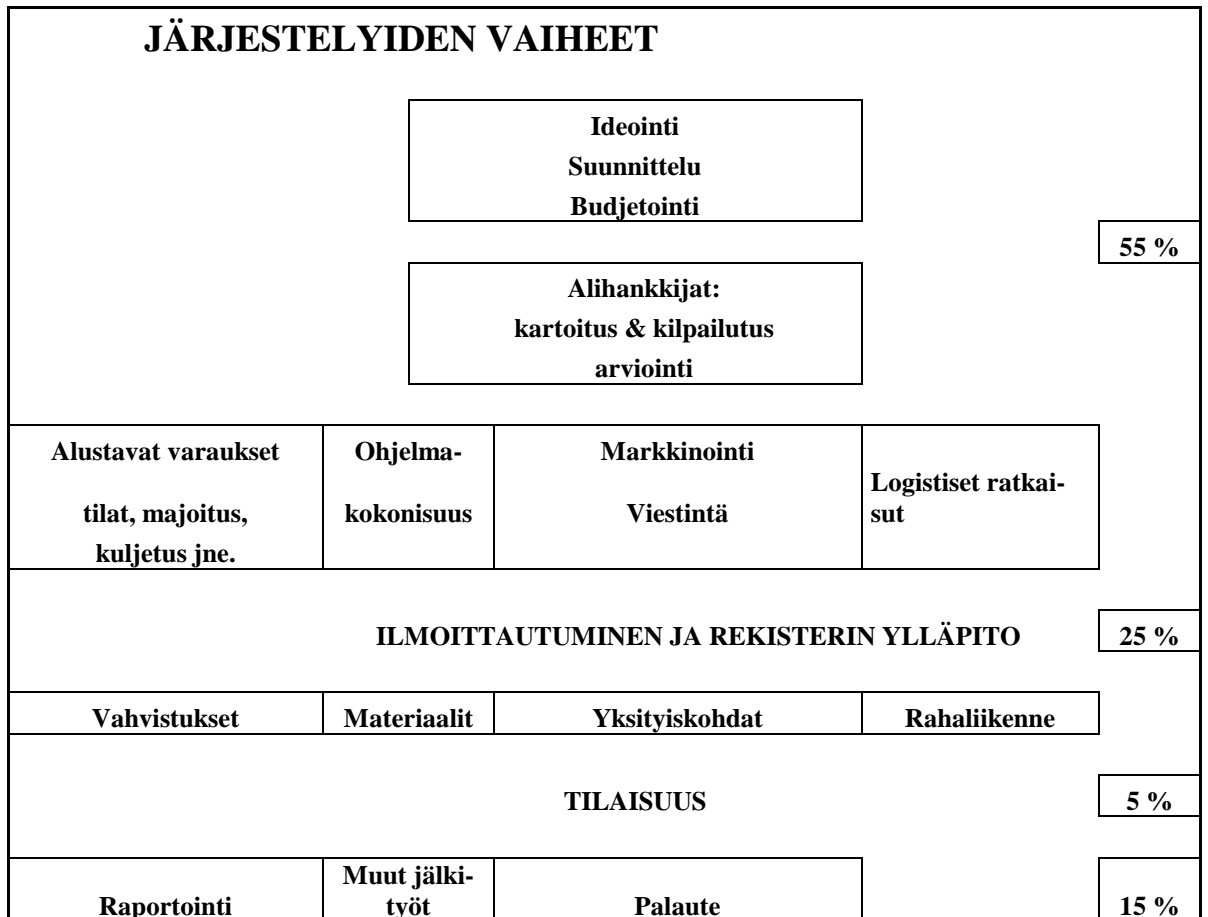 JÄRJESTELYIDEN VAIHEET
Ideointi
Suunnittelu
Budjetointi
55 %
Alihankkijat:
kartoitus & kilpailutus
arviointi
Alustavat varaukset
tilat, majoitus,
kuljetus jne.
Ohjelma-
kokonisuus
Markkinointi
Viestintä
Logistiset ratkai-
sut
ILMOITTAUTUMINEN JA REKISTERIN YLLÄPITO
25 %
Vahvistukset
Materiaalit
Yksityiskohdat
Rahaliikenne
TILAISUUS
5 %
Raportointi
Muut jälki-
työt
Palaute
15 %